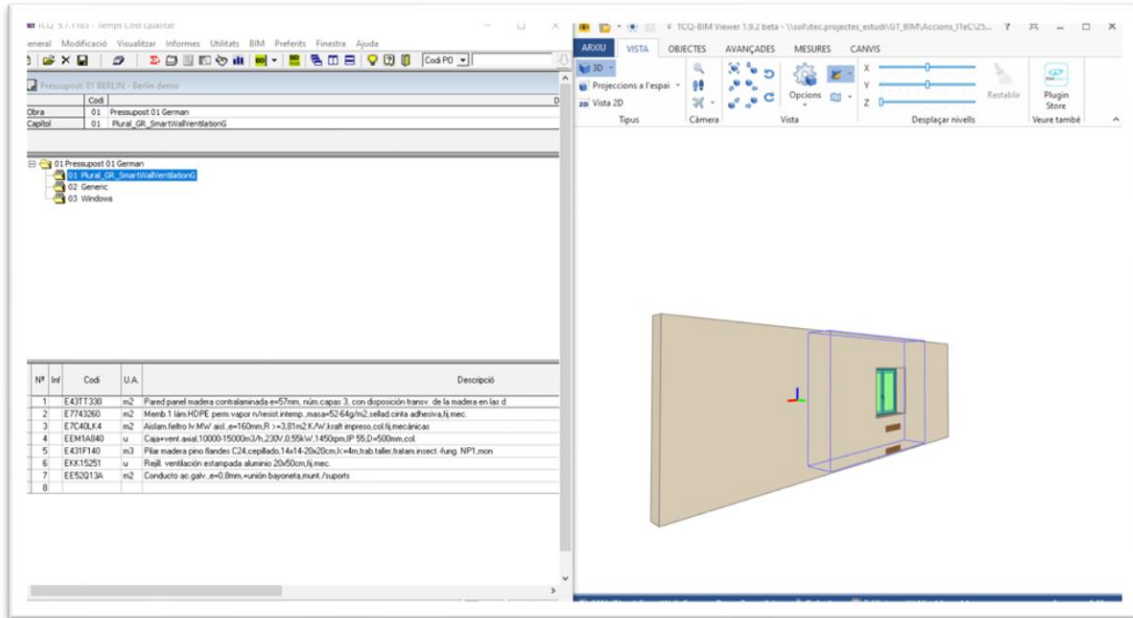 TCQ 5.7.1183 - Temps Cost Qualitat
eneral Modificació Visualitzar Informes Utilitats BIM Preferits Finestra Ajuda
Codi PO
Pressupost: 01 BERLIN - Berlin demo
Codi D
Obra 01 Pressupost 01 German
Capítol 01 Plural_GR_SmartWallVentilationG
01 Pressupost 01 German
01 Plural_GR_SmartWallVentilationG
02 Generic
03 Windows
Nº Inf Codi U.A. Descripció
1 E43TT330 m2 Pared panel madera contralaminada e=57mm, núm.capas 3, con disposición transv. de la madera en las d
2 E7743260 m2 Memb.1 lám.HDPE perm.vapor n/resist.intemp.,masa=52-64g/m2,sellad.cinta adhesiva,fij.mec.
3 E7C40LK4 m2 Aislam.fieltro lv.MW aisl.,e=160mm,R >=3,81m2.K/W,kraft impreso,col.fij.mecánicas
4 EEM1A840 u Caja+vent.axial,10000-15000m3/h,230V,0,55kW,1450rpm,IP 55,D=500mm,col.
5 E431F140 m3 Pilar madera pino flandes C24,cepillado,14x14-20x20cm,l<=4m,trab.taller,tratam.insect.-fung. NP1,mon
6 EKK15251 u Rejill. ventilación estampada aluminio 20x50cm,fij.mec.
7 EE52Q13A m2 Conducto ac.galv.,e=0,8mm,+unión bayoneta,munt./suports
8
TCQ-BIM Viewer 1.9.2 beta - \\sol\itec.projectes_estudi\GT_BIM\Accions_ITeC\25...
ARXIU VISTA OBJECTES AVANÇADES MESURES CANVIS
3D
Projeccions a l'espai
2D Vista 2D
Opcions
X
Y
Z
Restablir
Plugin
Store
Tipus Càmera Vista Desplaçar nivells Veure també